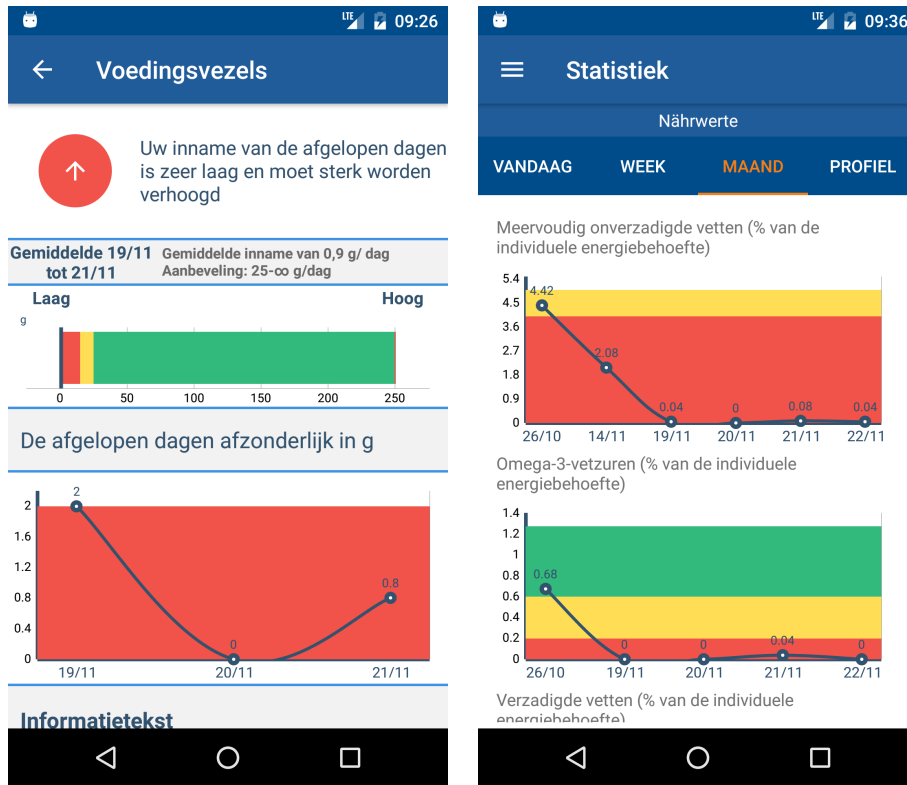 LTE 09:26
Voedingsvezels
Uw inname van de afgelopen dagen
is zeer laag en moet sterk worden
verhoogd
Gemiddelde 19/11
tot 21/11
Gemiddelde inname van 0,9 g/ dag
Aanbeveling: 25-∞ g/dag
Laag Hoog
g
0 50 100 150 200 250
De afgelopen dagen afzonderlijk in g
2
1.6
1.2
0.8
0.4
0
2
0
0.8
19/11 20/11 21/11
Informatietekst
LTE 09:36
Statistiek
Nährwerte
VANDAAG WEEK MAAND PROFIEL
Meervoudig onverzadigde vetten (% van de
individuele energiebehoefte)
5.4
4.5
3.6
2.7
1.8
0.9
0
4.42
2.08
0.04
0
0.08
0.04
26/10 14/11 19/11 20/11 21/11 22/11
Omega-3-vetzuren (% van de individuele
energiebehoefte)
1.4
1.2
1
0.8
0.6
0.4
0.2
0
0.68
0
0
0.04
0
26/10 19/11 20/11 21/11 22/11
Verzadigde vetten (% van de individuele
energiebehoefte)